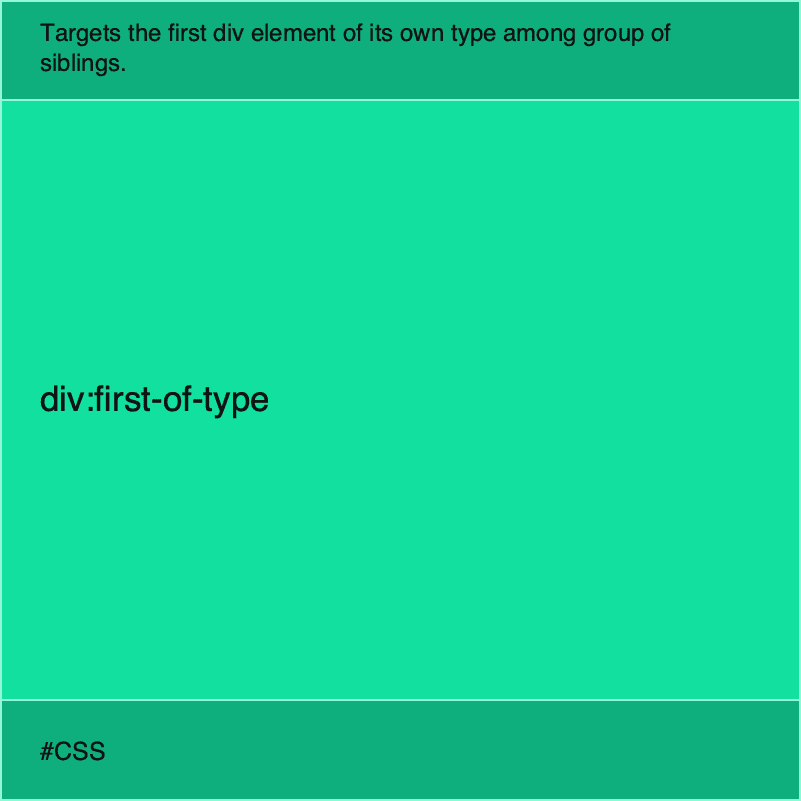 Targets the first div element of its own type among group of
siblings.
div:first-of-type
#CSS